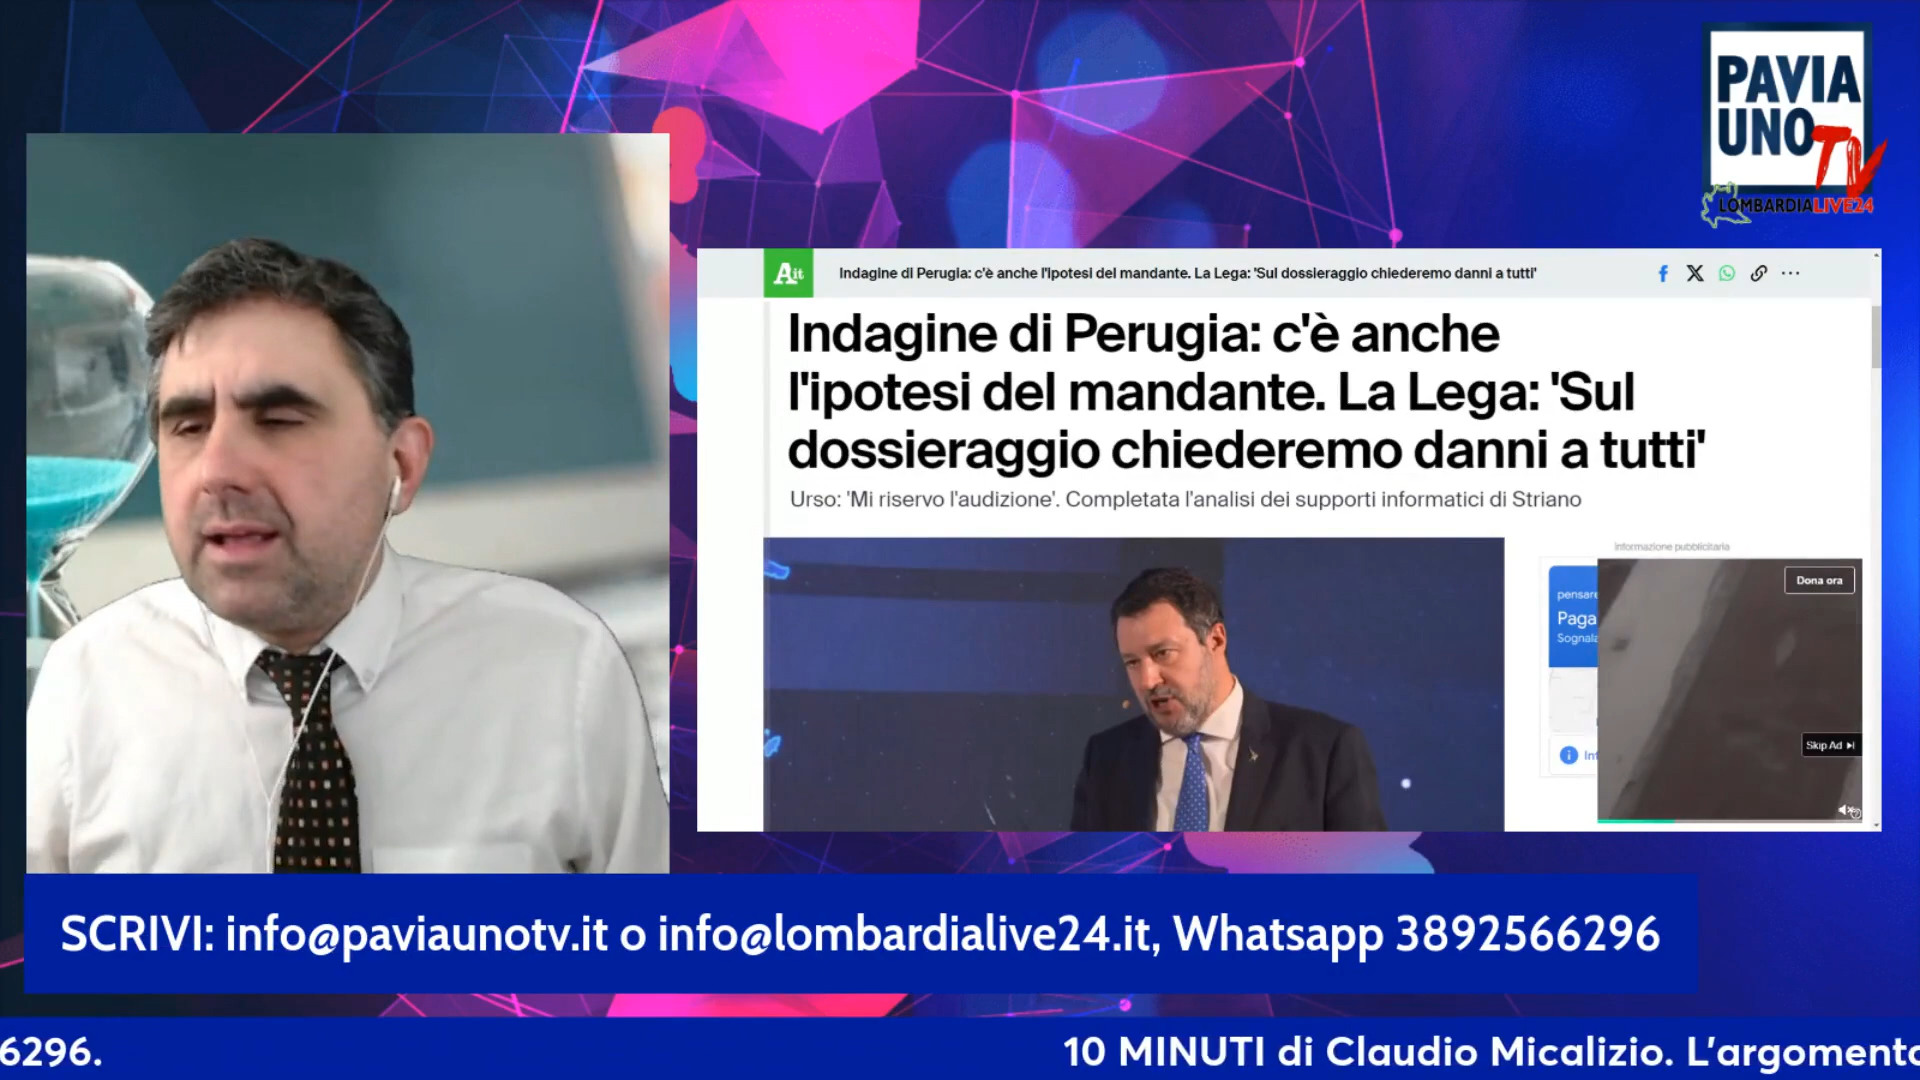 PAVIA
UNO TV
LOMBARDIALIVE24
Ait
Indagine di Perugia: c'è anche l'ipotesi del mandante. La Lega: 'Sul dossieraggio chiederemo danni a tutti'
Indagine di Perugia: c'è anche
l'ipotesi del mandante. La Lega: 'Sul
dossieraggio chiederemo danni a tutti'
Urso: 'Mi riservo l'audizione'. Completata l'analisi dei supporti informatici di Striano
informazione pubblicitaria
Dona ora
pensare
Paga
Sognala
Skip Ad
SCRIVI: info@paviaunotv.it o info@lombardialive24.it, Whatsapp 3892566296
6296.
10 MINUTI di Claudio Micalizio. L'argomento